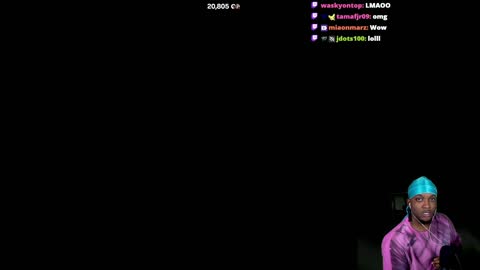 20,805
waskyontop: LMAOO
tamafjr09: omg
miaonmarz: Wow
jdots100: lolll